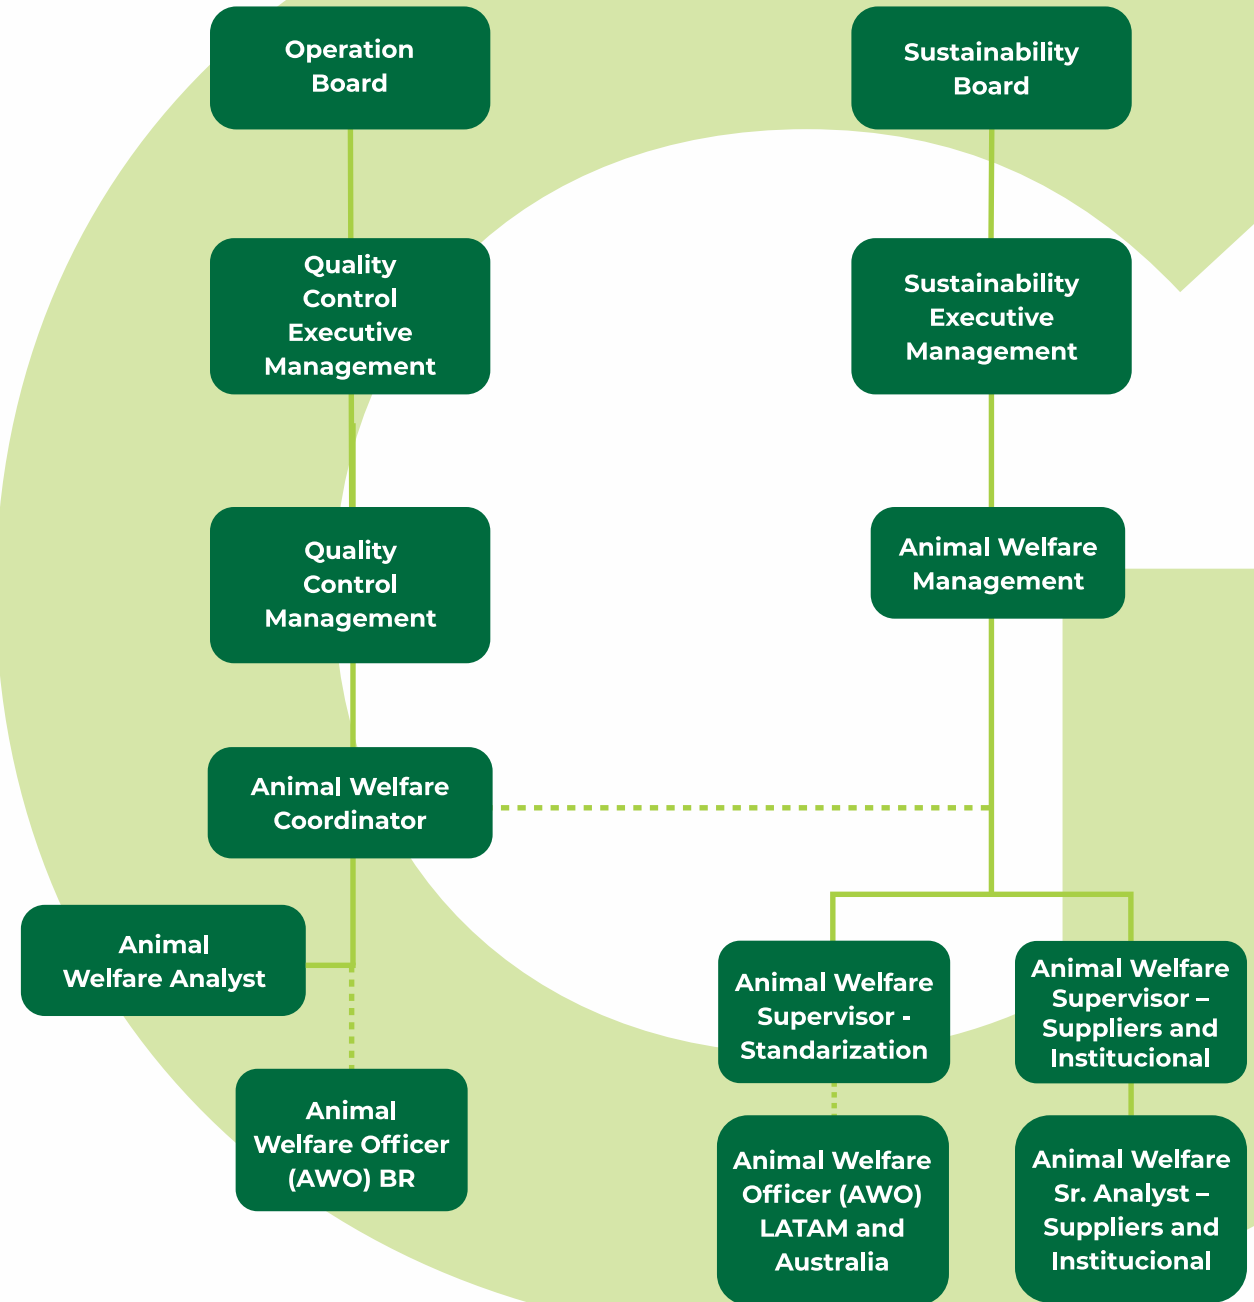 Operation
Board
Sustainability
Board
Quality
Control
Executive
Management
Sustainability
Executive
Management
Quality
Control
Management
Animal Welfare
Management
Animal Welfare
Coordinator
Animal
Welfare Analyst
Animal Welfare
Supervisor -
Standarization
Animal Welfare
Supervisor –
Suppliers and
Institucional
Animal
Welfare Officer
(AWO) BR
Animal Welfare
Officer (AWO)
LATAM and
Australia
Animal Welfare
Sr. Analyst –
Suppliers and
Institucional